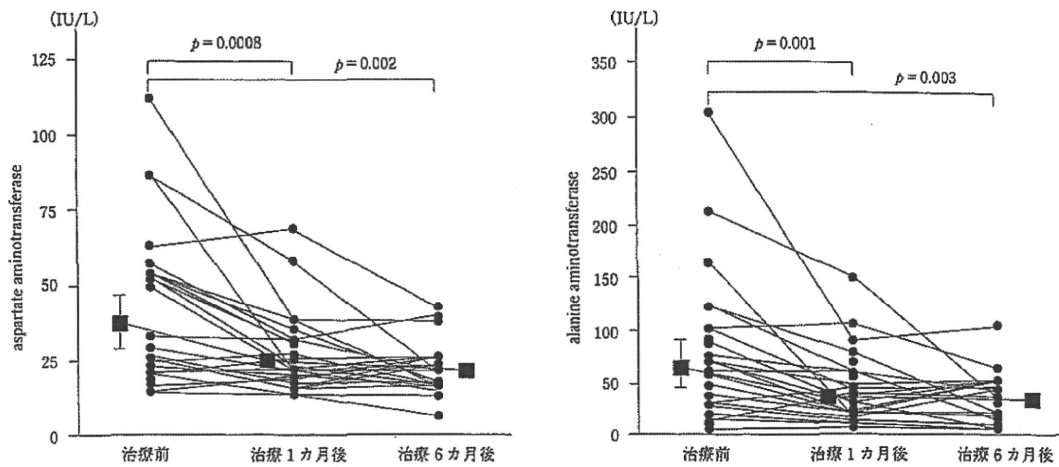 (IU/L)
p=0.0008
p=0.002
125
100
75
50
25
0
aspartate aminotransferase
治療前
治療1カ月後
治療6カ月後
(IU/L)
p=0.001
p=0.003
350
300
250
200
150
100
50
0
alanine aminotransferase
治療前
治療1カ月後
治療6カ月後